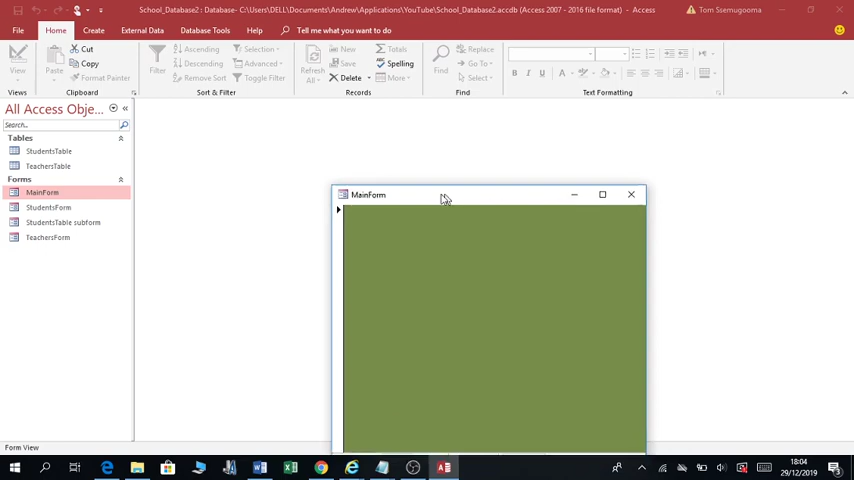 School_Database2 : Database- C:\Users\DELL\Documents\Andrew\Applications\YouTube\School_Database2.accdb (Access 2007 - 2016 file format) - Access
Tom Ssemugooma
File Home Create External Data Database Tools Help Tell me what you want to do
View
Views
Paste
Cut
Copy
Format Painter
Clipboard
Filter
Ascending
Descending
Remove Sort
Selection
Advanced
Toggle Filter
Sort & Filter
Refresh
All
New
Save
Delete
Totals
Spelling
More
Records
Find
Replace
Go To
Select
Find
B I U A
Text Formatting
All Access Obje...
Search...
Tables
StudentsTable
TeachersTable
Forms
MainForm
StudentsForm
StudentsTable subform
TeachersForm
MainForm
Form View
18:04
29/12/2019
3